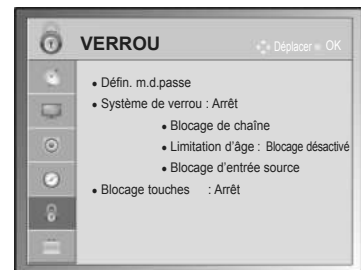 VERROU
Déplacer OK
• Défin. m.d.passe
• Système de verrou : Arrêt
• Blocage de chaîne
• Limitation d'âge : Blocage désactivé
• Blocage d'entrée source
• Blocage touches : Arrêt